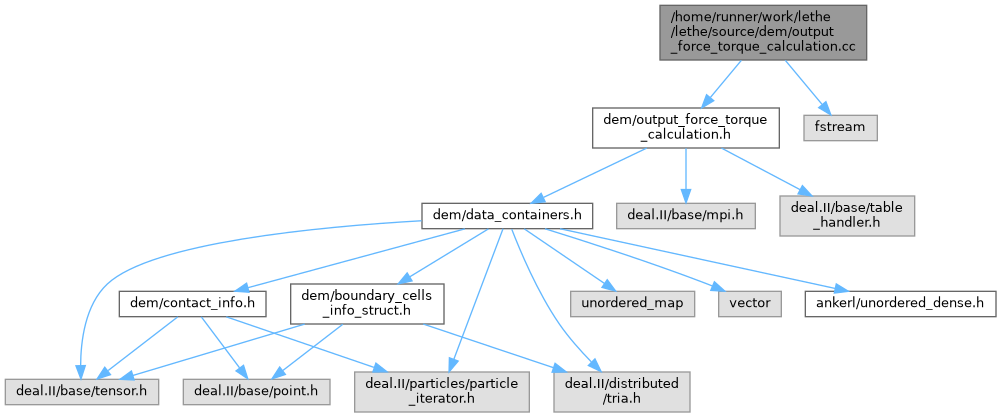 /home/runner/work/lethe
/lethe/source/dem/output
_force_torque_calculation.cc
dem/output_force_torque
_calculation.h
fstream
dem/data_containers.h
deal.II/base/mpi.h
deal.II/base/table
_handler.h
dem/contact_info.h
dem/boundary_cells
_info_struct.h
unordered_map
vector
ankerl/unordered_dense.h
deal.II/base/tensor.h
deal.II/base/point.h
deal.II/particles/particle
_iterator.h
deal.II/distributed
/tria.h